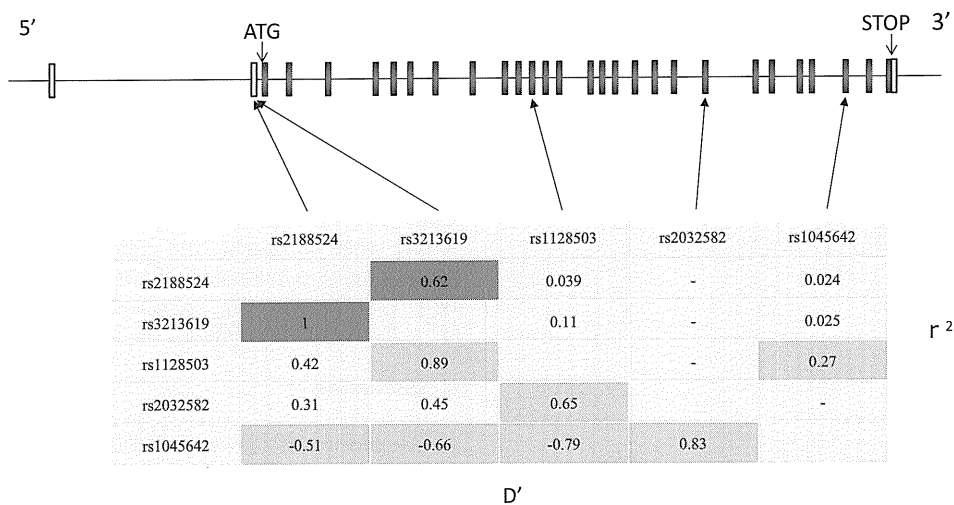 5′ ATG STOP 3′
rs2188524 rs3213619 rs1128503 rs2032582 rs1045642
rs2188524 0.62 0.039 - 0.024
rs3213619 1 0.11 - 0.025
r ²
rs1128503 0.42 0.89 - 0.27
rs2032582 0.31 0.45 0.65 -
rs1045642 -0.51 -0.66 -0.79 0.83
D′